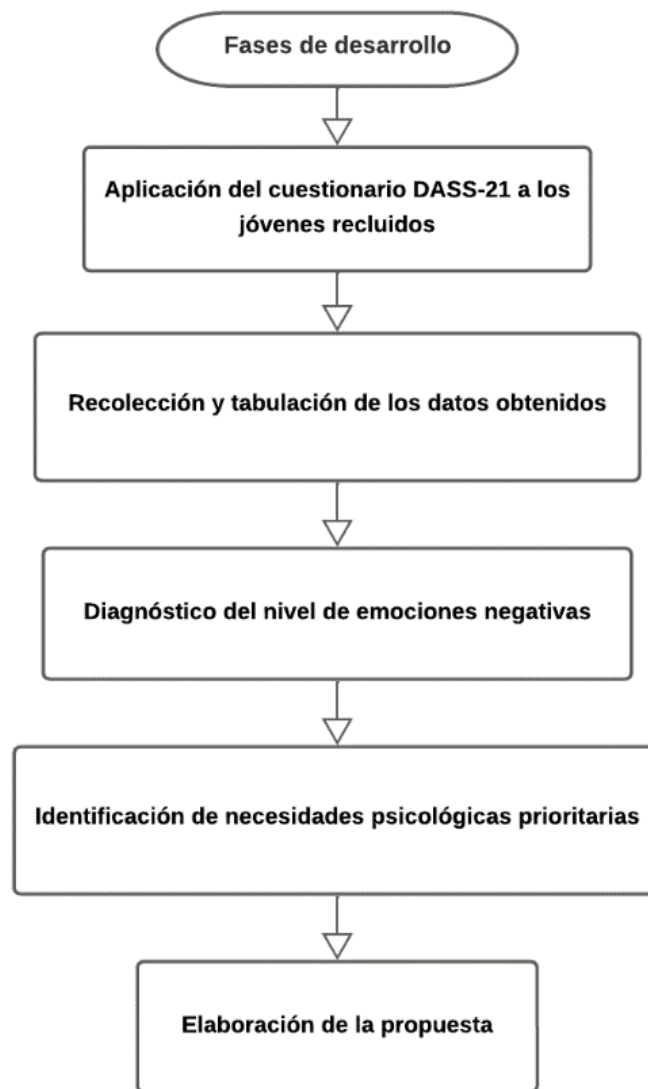 Fases de desarrollo
Aplicación del cuestionario DASS-21 a los
jóvenes recluidos
Recolección y tabulación de los datos obtenidos
Diagnóstico del nivel de emociones negativas
Identificación de necesidades psicológicas prioritarias
Elaboración de la propuesta